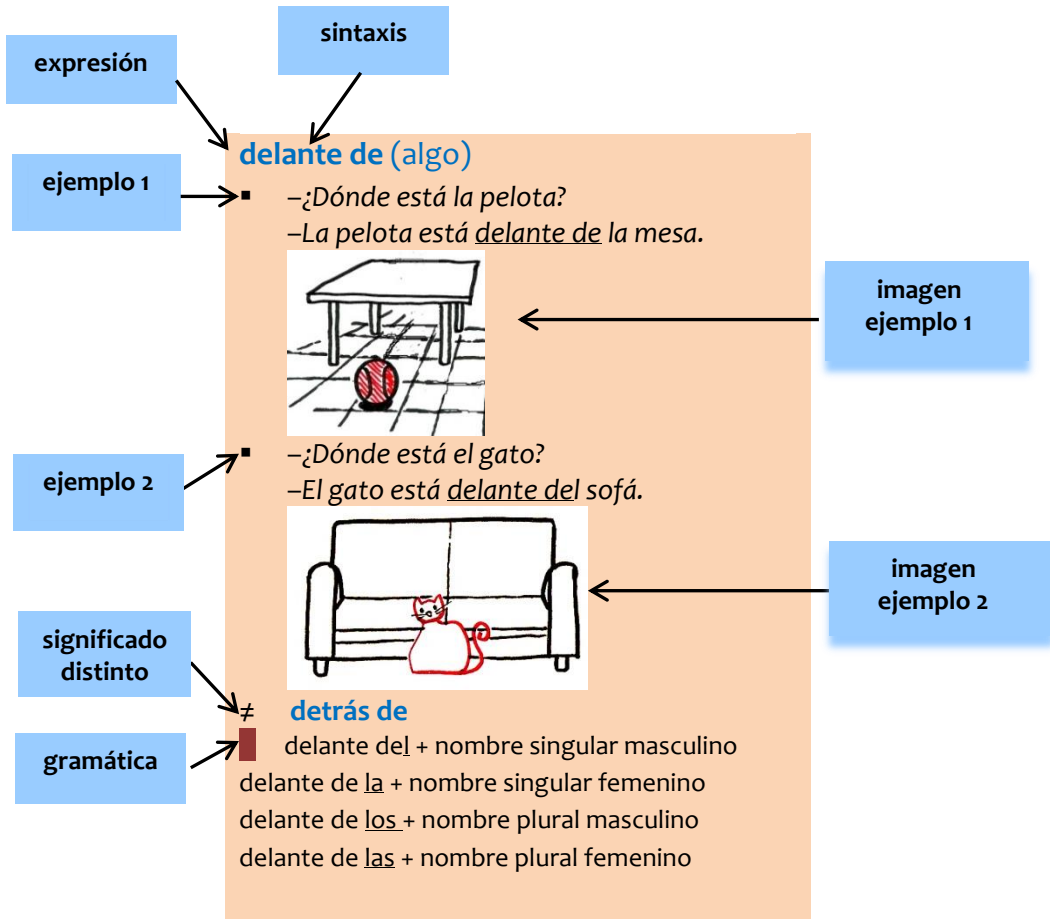 sintaxis
expresión
delante de (algo)
ejemplo 1
▪ –¿Dónde está la pelota?
–La pelota está delante de la mesa.
imagen
ejemplo 1
ejemplo 2
▪ –¿Dónde está el gato?
–El gato está delante del sofá.
imagen
ejemplo 2
significado
distinto
≠ detrás de
gramática
delante del + nombre singular masculino
delante de la + nombre singular femenino
delante de los + nombre plural masculino
delante de las + nombre plural femenino